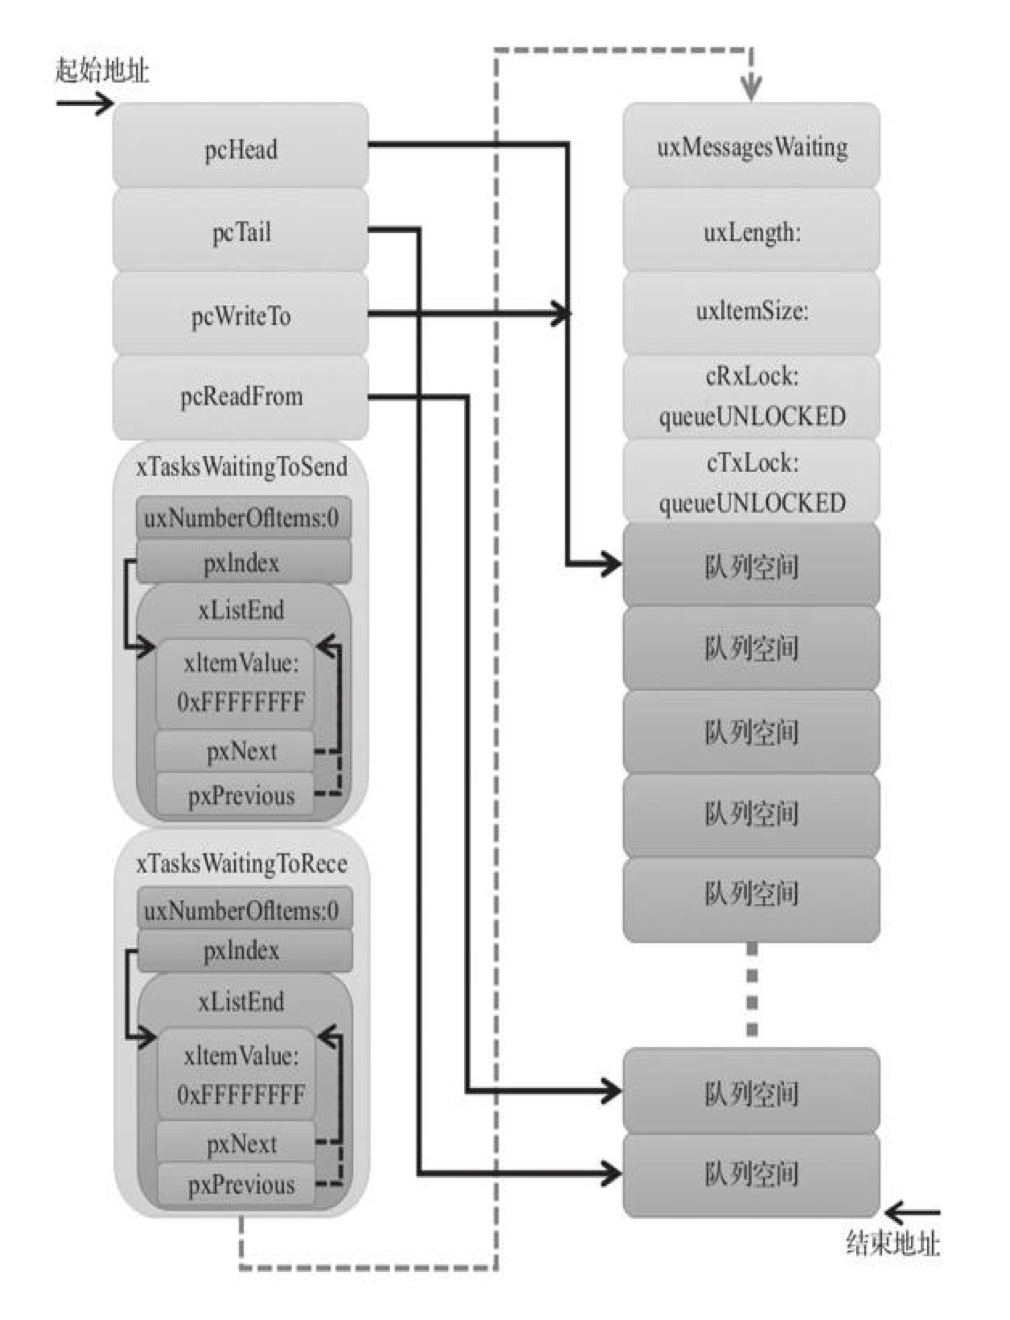 起始地址
pcHead
pcTail
pcWriteTo
pcReadFrom
xTasksWaitingToSend
uxNumberOfItems:0
pxIndex
xListEnd
xItemValue:
0xFFFFFFFF
pxNext
pxPrevious
xTasksWaitingToRece
uxNumberOfItems:0
pxIndex
xListEnd
xItemValue:
0xFFFFFFFF
pxNext
pxPrevious
uxMessagesWaiting
uxLength:
uxItemSize:
cRxLock:
queueUNLOCKED
cTxLock:
queueUNLOCKED
队列空间
队列空间
队列空间
队列空间
队列空间
队列空间
队列空间
结束地址